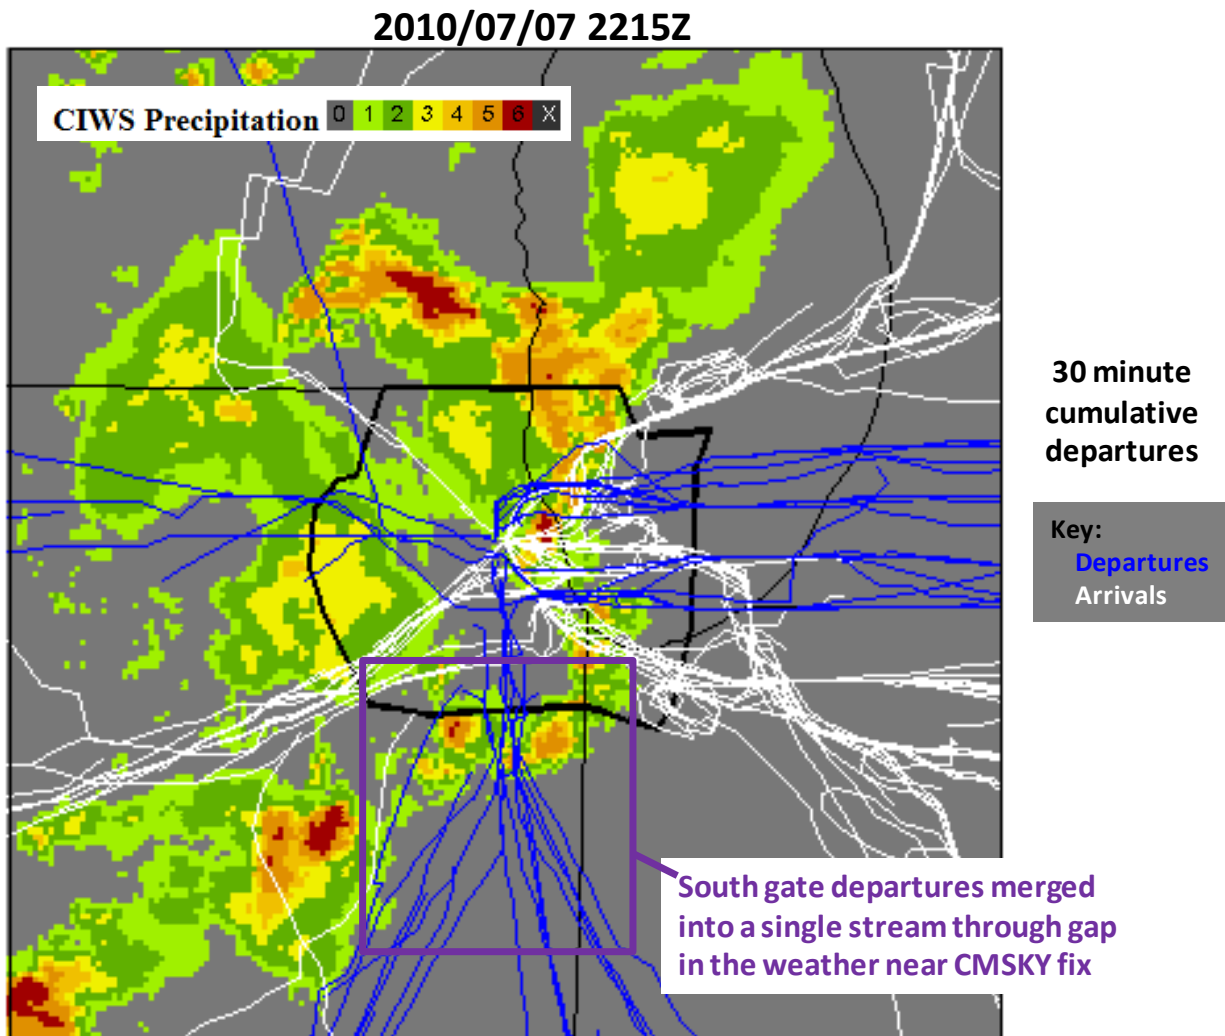 2010/07/07 2215Z
CIWS Precipitation 0 1 2 3 4 5 6 X
30 minute
cumulative
departures
Key:
Departures
Arrivals
South gate departures merged
into a single stream through gap
in the weather near CMSKY fix